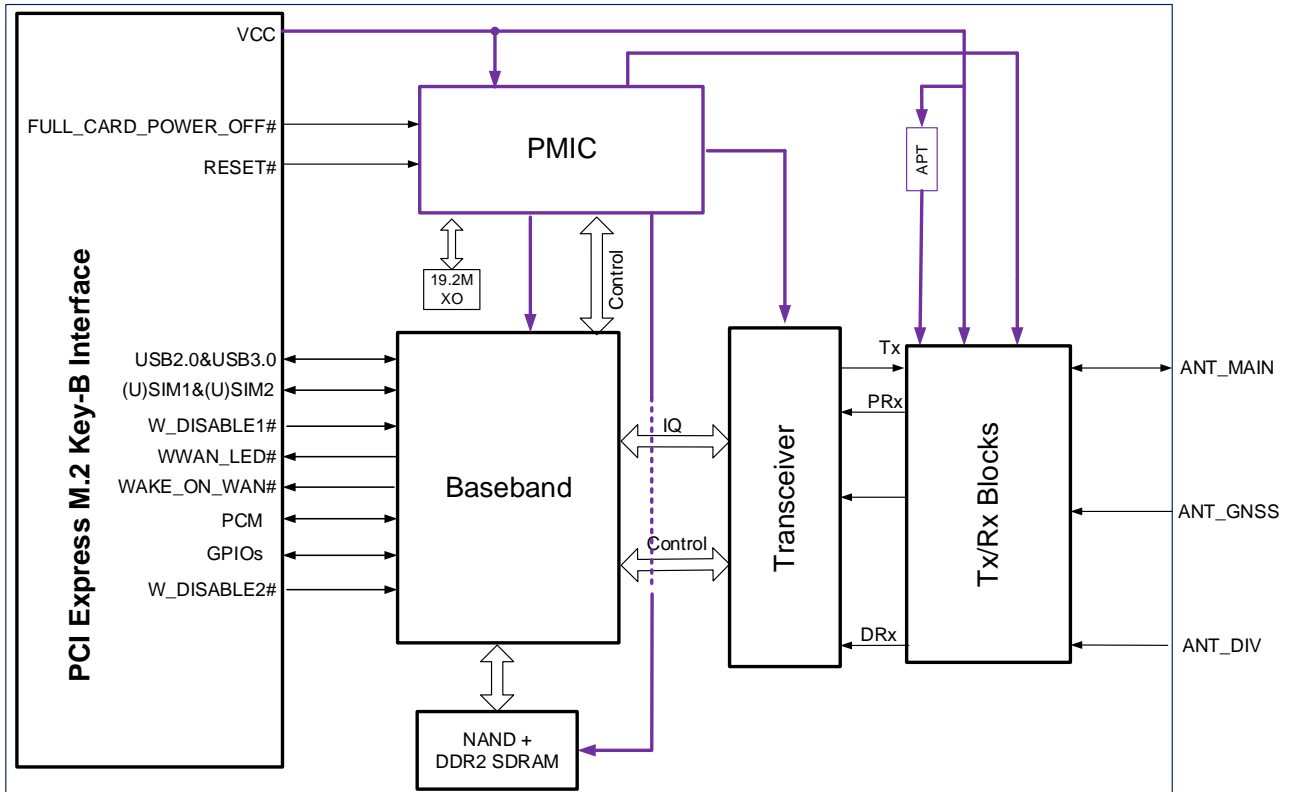 PCI Express M.2 Key-B Interface
VCC
FULL_CARD_POWER_OFF#
RESET#
USB2.0&USB3.0
(U)SIM1&(U)SIM2
W_DISABLE1#
WWAN_LED#
WAKE_ON_WAN#
PCM
GPIOs
W_DISABLE2#
PMIC
19.2M
XO
Control
Baseband
NAND +
DDR2 SDRAM
IQ
Control
Transceiver
Tx
PRx
DRx
APT
Tx/Rx Blocks
ANT_MAIN
ANT_GNSS
ANT_DIV